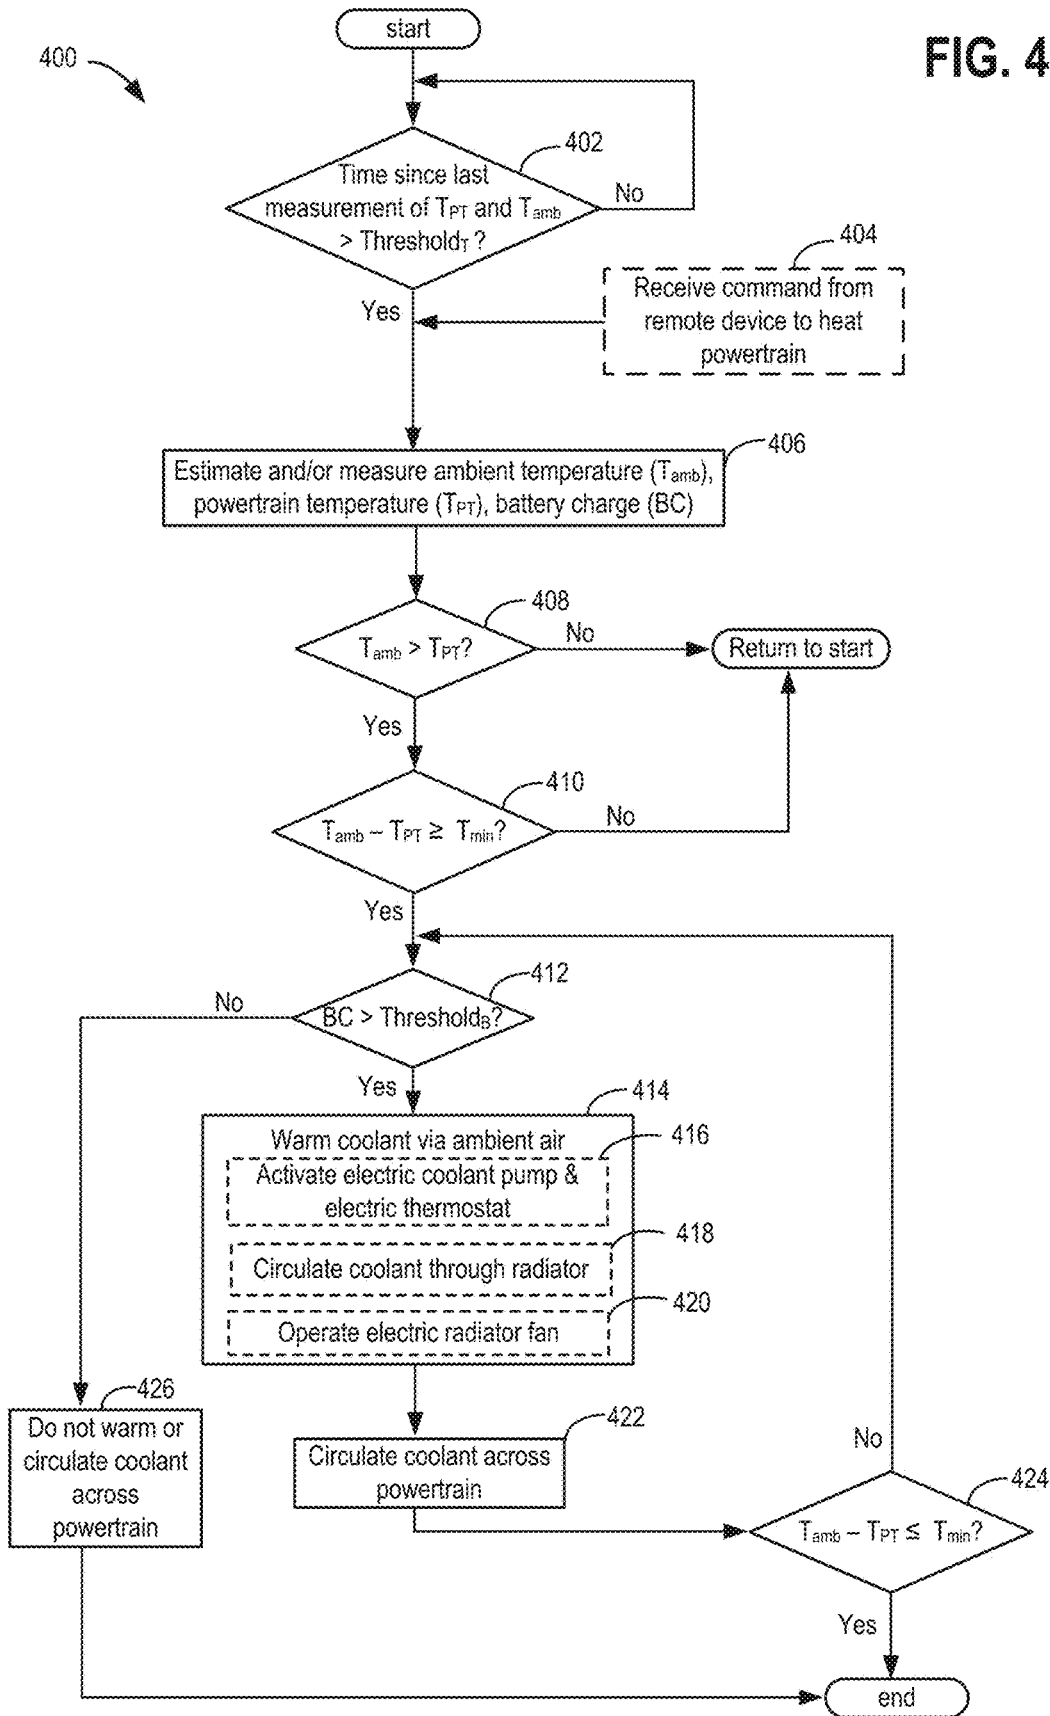 start
400
FIG. 4
402
Time since last
measurement of TPT and Tamb
> ThresholdT ?
No
404
Receive command from
remote device to heat
powertrain
Yes
406
Estimate and/or measure ambient temperature (Tamb),
powertrain temperature (TPT), battery charge (BC)
408
Tamb > TPT?
No
Return to start
Yes
410
Tamb – TPT ≧ Tmin?
No
Yes
412
No
BC > ThresholdB?
Yes
414
Warm coolant via ambient air
416
Activate electric coolant pump &
electric thermostat
418
Circulate coolant through radiator
420
Operate electric radiator fan
426
Do not warm or
circulate coolant
across
powertrain
422
Circulate coolant across
powertrain
No
424
Tamb – TPT ≤ Tmin?
Yes
end